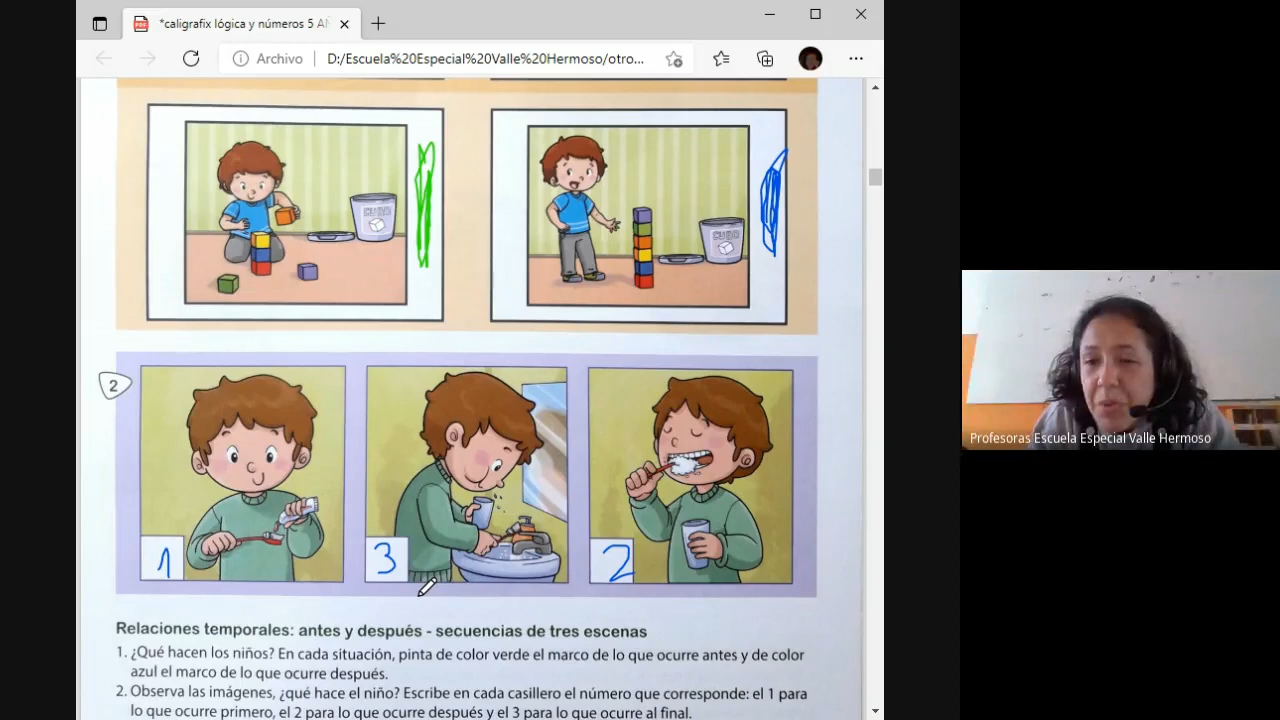 *caligrafix lógica y números 5 AÑ
Archivo
D:/Escuela%20Especial%20Valle%20Hermoso/otro...
CUBO
CUBO
2
1
3
2
Relaciones temporales: antes y después - secuencias de tres escenas
1. ¿Qué hacen los niños? En cada situación, pinta de color verde el marco de lo que ocurre antes y de color
azul el marco de lo que ocurre después.
2. Observa las imágenes, ¿qué hace el niño? Escribe en cada casillero el número que corresponde: el 1 para
lo que ocurre primero, el 2 para lo que ocurre después y el 3 para lo que ocurre al final.
Profesoras Escuela Especial Valle Hermoso